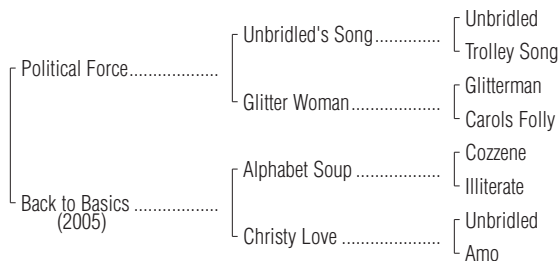 Unbridled
Unbridled's Song..............
Trolley Song
Political Force...................
Glitterman
Glitter Woman...................
Carols Folly
Cozzene
Alphabet Soup ..................
Illiterate
Back to Basics ..................
(2005)
Unbridled
Christy Love .....................
Amo